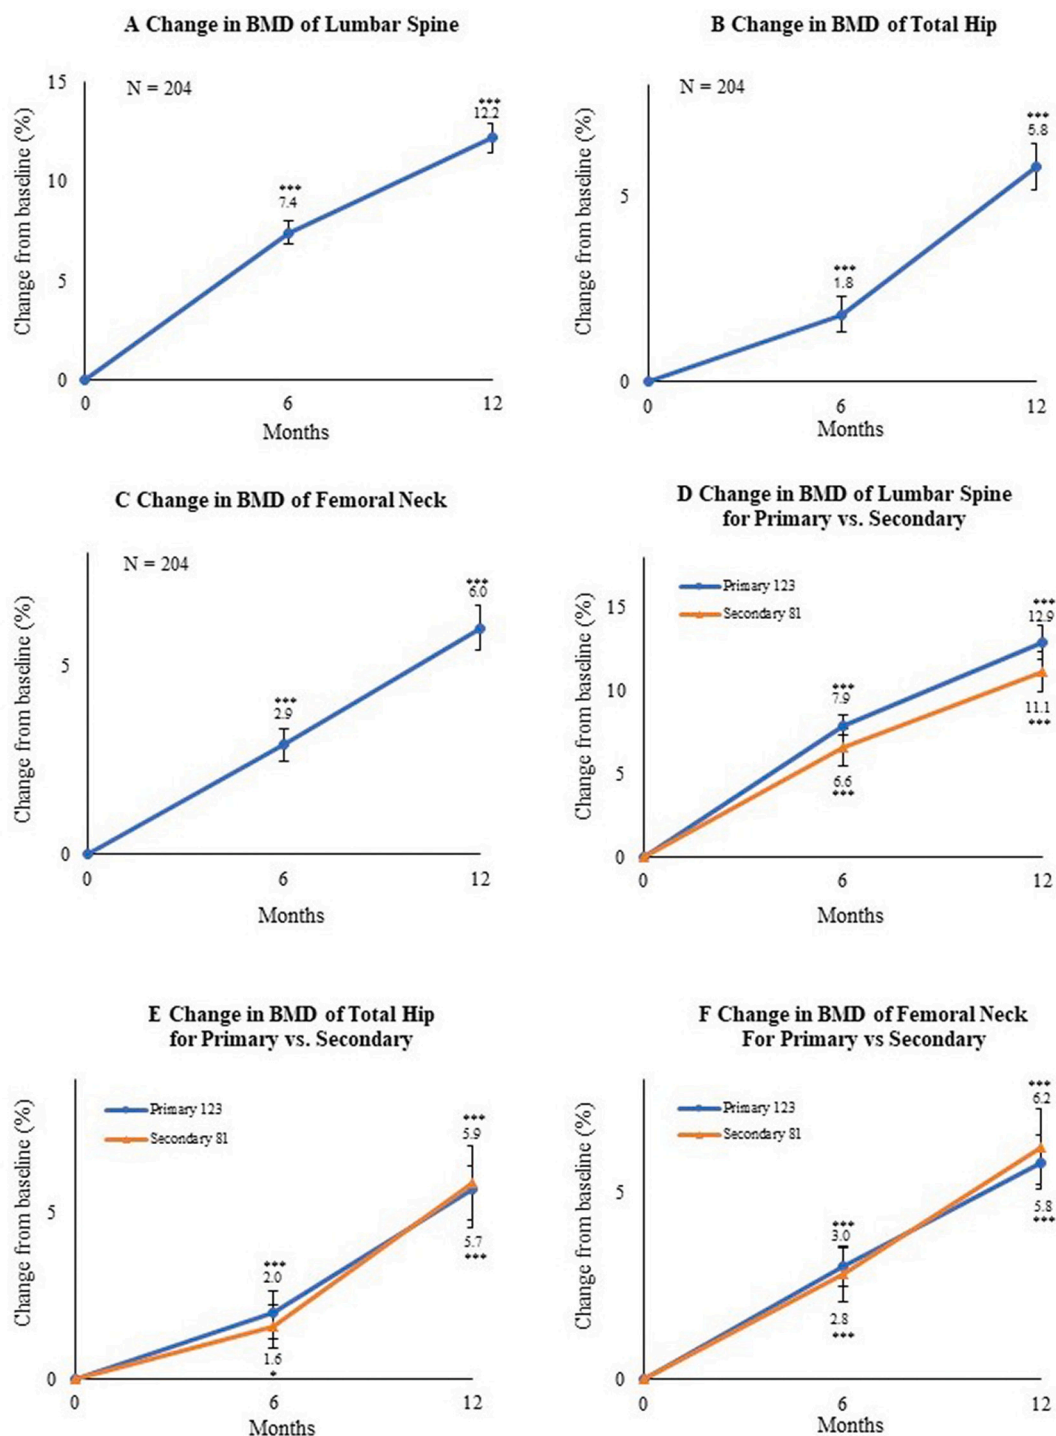 A Change in BMD of Lumbar Spine
N = 204
Change from baseline (%)
15
10
5
0
***
7.4
***
12.2
0 6 12
Months
B Change in BMD of Total Hip
N = 204
Change from baseline (%)
5
0
***
1.8
***
5.8
0 6 12
Months
C Change in BMD of Femoral Neck
N = 204
Change from baseline (%)
5
0
***
2.9
***
6.0
0 6 12
Months
D Change in BMD of Lumbar Spine
for Primary vs. Secondary
Primary 123
Secondary 81
Change from baseline (%)
15
10
5
0
***
7.9
6.6
***
***
12.9
11.1
***
0 6 12
Months
E Change in BMD of Total Hip
for Primary vs. Secondary
Primary 123
Secondary 81
Change from baseline (%)
5
0
***
2.0
1.6
*
***
5.9
5.7
***
0 6 12
Months
F Change in BMD of Femoral Neck
For Primary vs Secondary
Primary 123
Secondary 81
Change from baseline (%)
5
0
***
3.0
2.8
***
***
6.2
5.8
***
0 6 12
Months